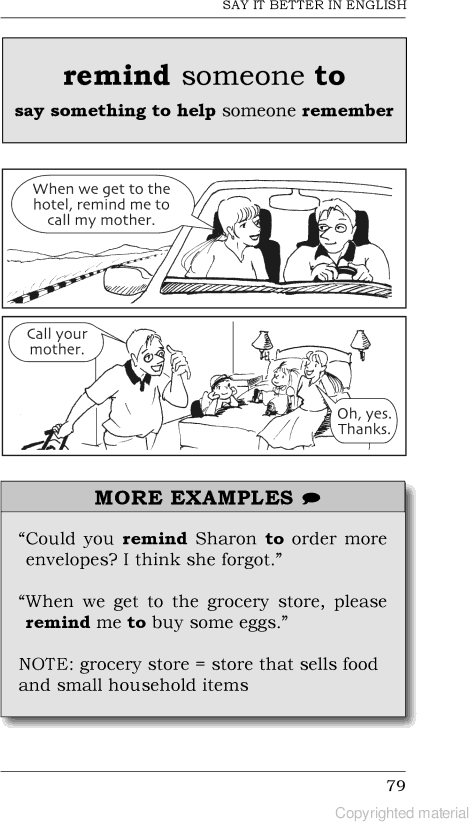 SAY IT BETTER IN ENGLISH
remind someone to
say something to help someone remember
When we get to the
hotel, remind me to
call my mother.
Call your
mother.
Oh, yes.
Thanks.
MORE EXAMPLES
“Could you remind Sharon to order more
envelopes? I think she forgot.”
“When we get to the grocery store, please
remind me to buy some eggs.”
NOTE: grocery store = store that sells food
and small household items
79
Copyrighted material